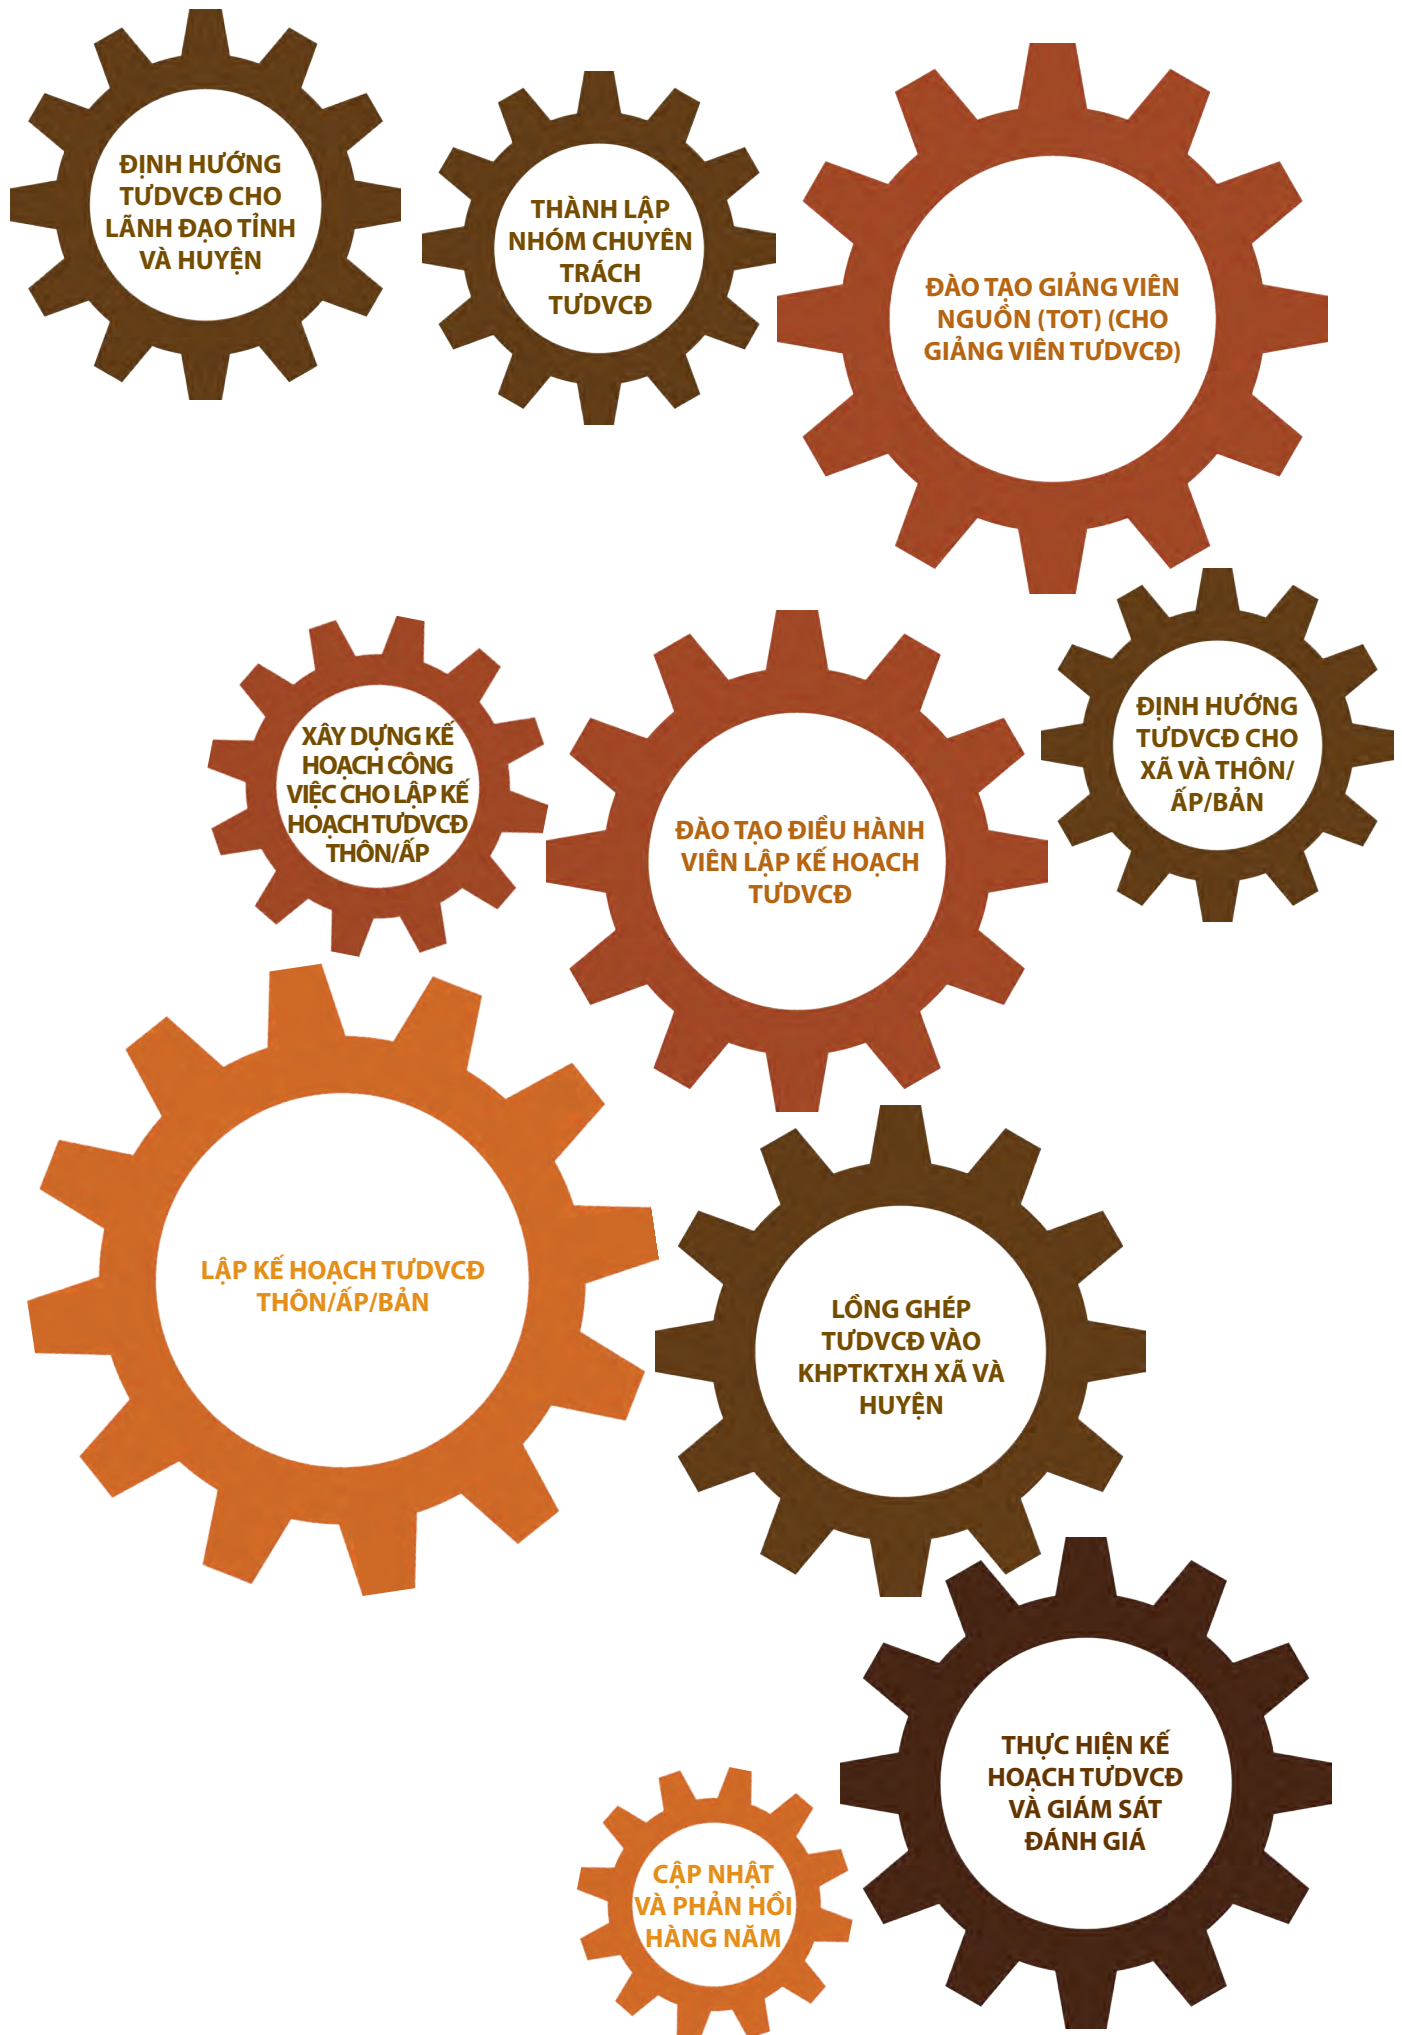 ĐỊNH HƯỚNG
TƯDVCĐ CHO
LÃNH ĐẠO TỈNH
VÀ HUYỆN
THÀNH LẬP
NHÓM CHUYÊN
TRÁCH
TƯDVCĐ
ĐÀO TẠO GIẢNG VIÊN
NGUỒN (TOT) (CHO
GIẢNG VIÊN TƯDVCĐ)
XÂY DỰNG KẾ
HOẠCH CÔNG
VIỆC CHO LẬP KẾ
HOẠCH TƯDVCĐ
THÔN/ẤP
ĐÀO TẠO ĐIỀU HÀNH
VIÊN LẬP KẾ HOẠCH
TƯDVCĐ
ĐỊNH HƯỚNG
TƯDVCĐ CHO
XÃ VÀ THÔN/
ẤP/BẢN
LẬP KẾ HOẠCH TƯDVCĐ
THÔN/ẤP/BẢN
LỒNG GHÉP
TƯDVCĐ VÀO
KHPTKTXH XÃ VÀ
HUYỆN
THỰC HIỆN KẾ
HOẠCH TƯDVCĐ
VÀ GIÁM SÁT
ĐÁNH GIÁ
CẬP NHẬT
VÀ PHẢN HỒI
HÀNG NĂM